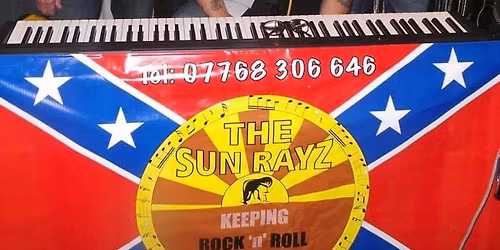 Tel: 07768 306 646
THE
SUN RAYZ
KEEPING
ROCK 'n' ROLL